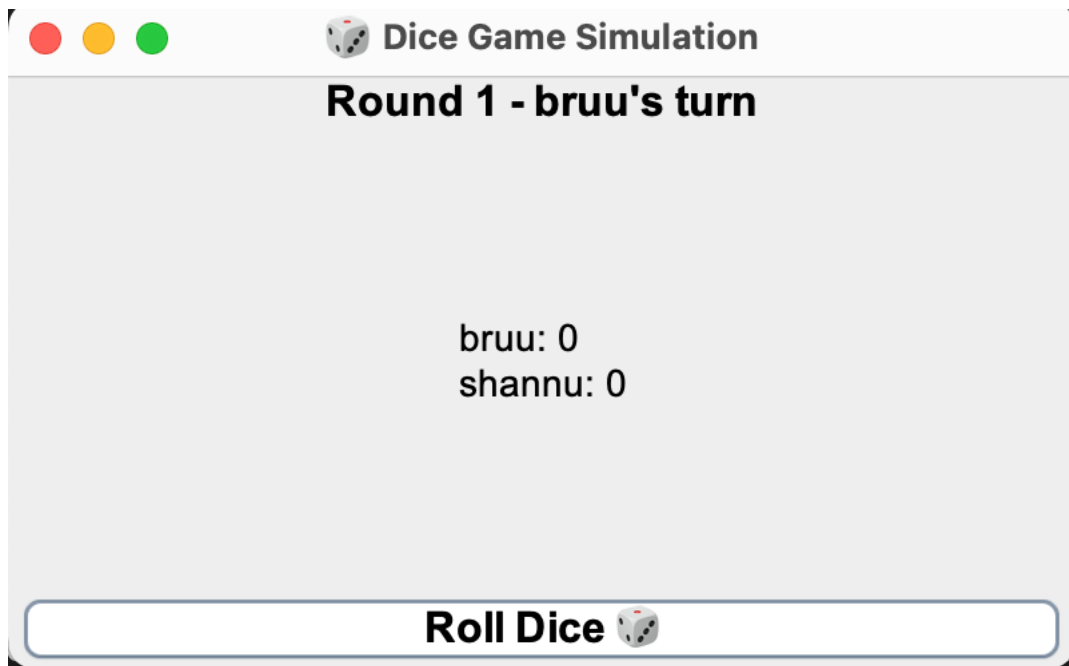 🎲 Dice Game Simulation
Round 1 - bruu's turn
bruu: 0
shannu: 0
Roll Dice 🎲